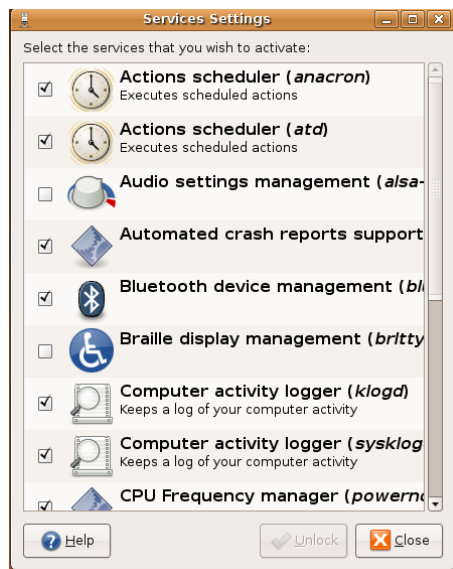 Services Settings
Select the services that you wish to activate:
Actions scheduler (anacron)
Executes scheduled actions
Actions scheduler (atd)
Executes scheduled actions
Audio settings management (alsa-
Automated crash reports support
Bluetooth device management (bl
Braille display management (britty
Computer activity logger (klogd)
Keeps a log of your computer activity
Computer activity logger (sysklog
Keeps a log of your computer activity
CPU Frequency manager (powern
Help
Unlock
Close